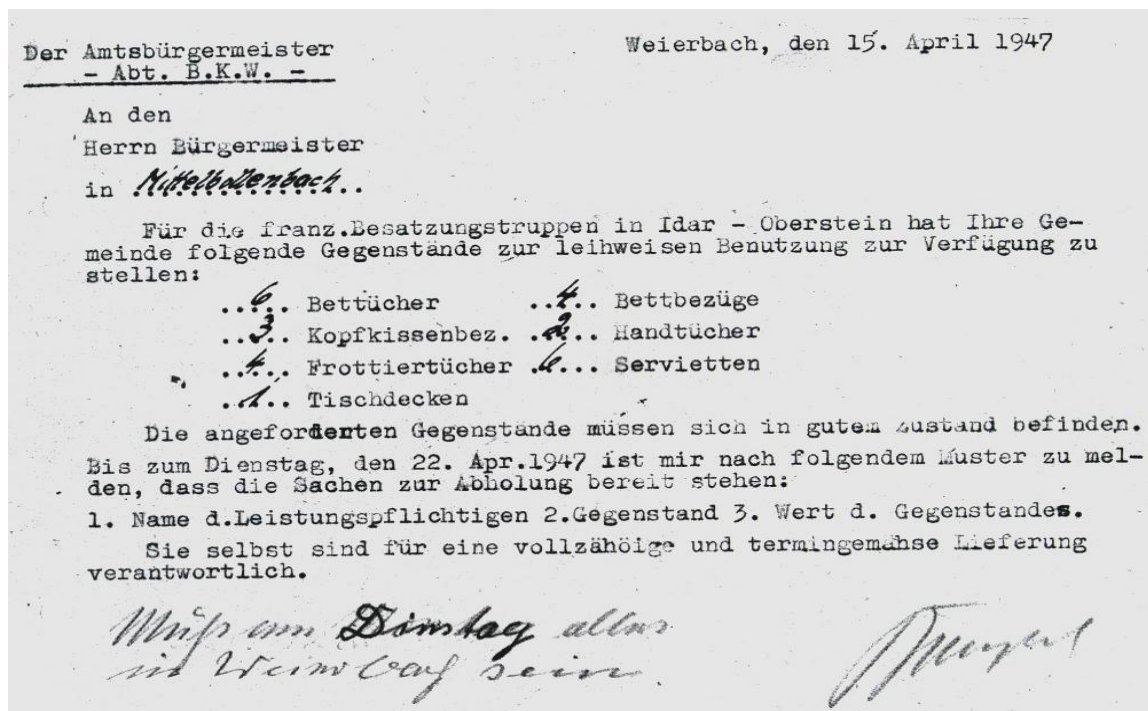 Der Amtsbürgermeister
- Abt. B.K.W. -
Weierbach, den 15. April 1947
An den
Herrn Bürgermeister
in Mittelbollenbach..
Für die franz.Besatzungstruppen in Idar - Oberstein hat Ihre Ge-
meinde folgende Gegenstände zur leihweisen Benutzung zur Verfügung zu
stellen:
..6.. Bettücher ..4.. Bettbezüge
..3.. Kopfkissenbez. ..2... Handtücher
..4... Frottiertücher .6... Servietten
..1.. Tischdecken
Die angeforderten Gegenstände müssen sich in gutem Zustand befinden.
Bis zum Dienstag, den 22. Apr.1947 ist mir nach folgendem Muster zu mel-
den, dass die Sachen zur Abholung bereit stehen:
1. Name d.Leistungspflichtigen 2.Gegenstand 3. Wert d. Gegenstandes.
Sie selbst sind für eine vollzähöige und termingemähse Lieferung
verantwortlich.
Muß am Dinstag alles
in Weierbach sein